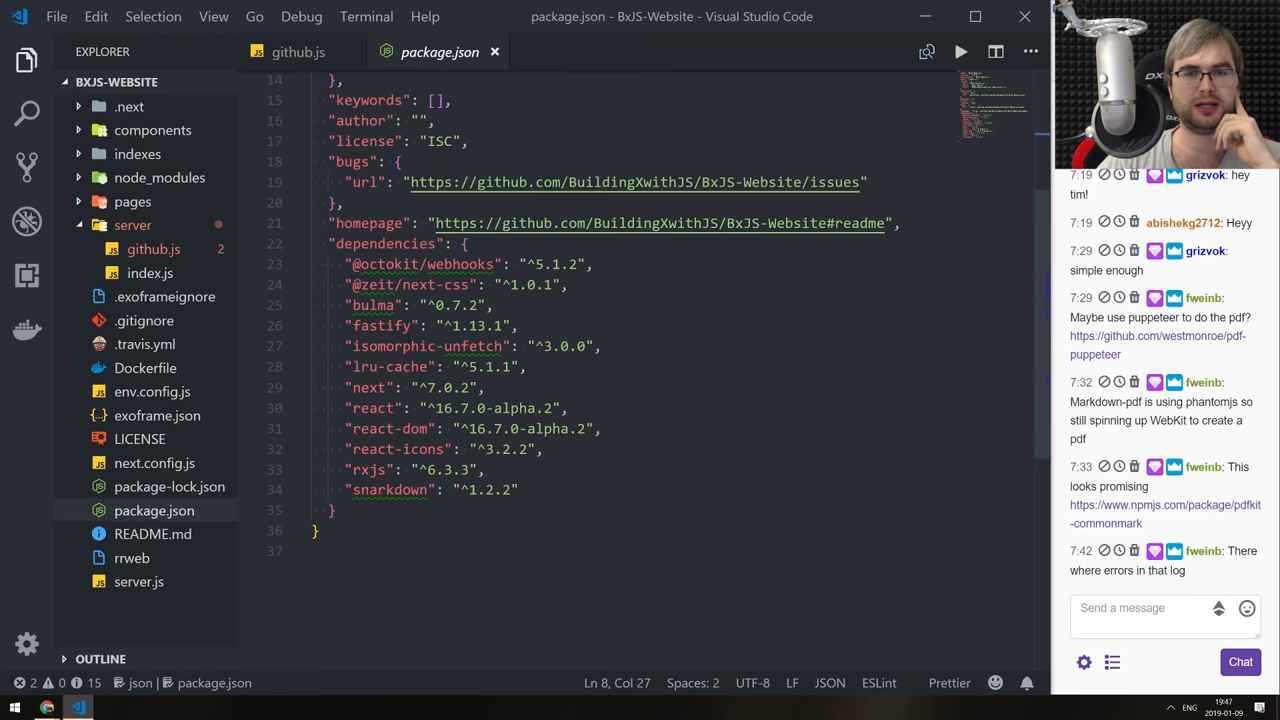 File Edit Selection View Go Debug Terminal Help
package.json - BxJS-Website - Visual Studio Code
EXPLORER
github.js
package.json
BXJS-WEBSITE
.next
components
indexes
node_modules
pages
server
github.js 2
index.js
.exoframeignore
.gitignore
.travis.yml
Dockerfile
env.config.js
exoframe.json
LICENSE
next.config.js
package-lock.json
package.json
README.md
rrweb
server.js
OUTLINE
14 },
15 "keywords": [],
16 "author": "",
17 "license": "ISC",
18 "bugs": {
19 "url": "https://github.com/BuildingXwithJS/BxJS-Website/issues"
20 },
21 "homepage": "https://github.com/BuildingXwithJS/BxJS-Website#readme",
22 "dependencies": {
23 "@octokit/webhooks": "^5.1.2",
24 "@zeit/next-css": "^1.0.1",
25 "bulma": "^0.7.2",
26 "fastify": "^1.13.1",
27 "isomorphic-unfetch": "^3.0.0",
28 "lru-cache": "^5.1.1",
29 "next": "^7.0.2",
30 "react": "^16.7.0-alpha.2",
31 "react-dom": "^16.7.0-alpha.2",
32 "react-icons": "^3.2.2",
33 "rxjs": "^6.3.3",
34 "snarkdown": "^1.2.2"
35 }
36 }
37
2 0 15 json package.json
Ln 8, Col 27 Spaces: 2 UTF-8 LF JSON ESLint Prettier
7:19 grizvok: hey
tim!
7:19 abishekg2712: Heyy
7:29 grizvok:
simple enough
7:29 fweinb:
Maybe use puppeteer to do the pdf?
https://github.com/westmonroe/pdf-
puppeteer
7:32 fweinb:
Markdown-pdf is using phantomjs so
still spinning up WebKit to create a
pdf
7:33 fweinb: This
looks promising
https://www.npmjs.com/package/pdfkit
-commonmark
7:42 fweinb: There
where errors in that log
Send a message
Chat
ENG
19:47
2019-01-09